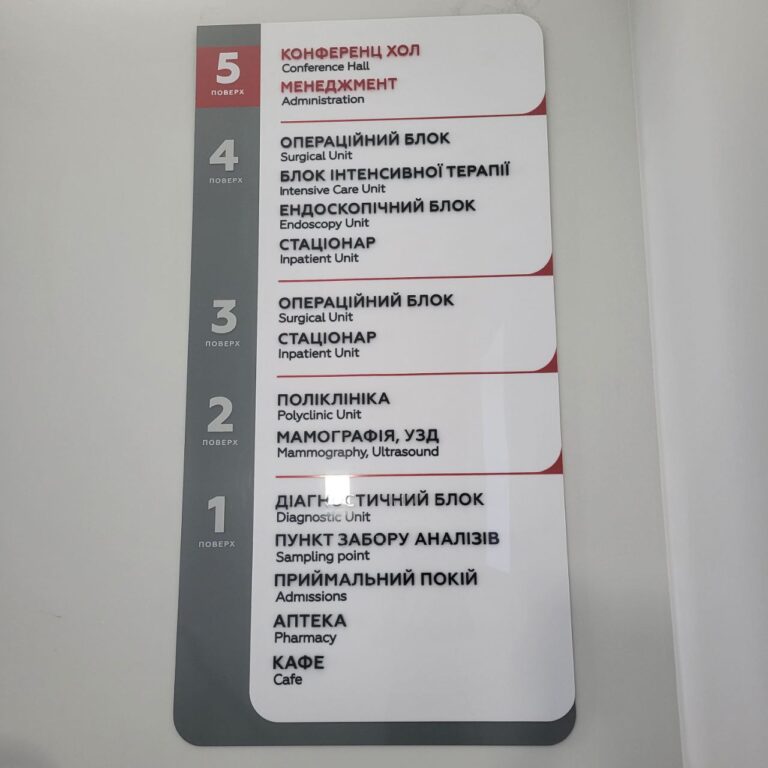 5
ПОВЕРХ
КОНФЕРЕНЦ ХОЛ
Conference Hall
МЕНЕДЖМЕНТ
Administration
4
ПОВЕРХ
ОПЕРАЦІЙНИЙ БЛОК
Surgical Unit
БЛОК ІНТЕНСИВНОЇ ТЕРАПІЇ
Intensive Care Unit
ЕНДОСКОПІЧНИЙ БЛОК
Endoscopy Unit
СТАЦІОНАР
Inpatient Unit
3
ПОВЕРХ
ОПЕРАЦІЙНИЙ БЛОК
Surgical Unit
СТАЦІОНАР
Inpatient Unit
2
ПОВЕРХ
ПОЛІКЛІНІКА
Polyclinic Unit
МАМОГРАФІЯ, УЗД
Mammography, Ultrasound
1
ПОВЕРХ
ДІАГНОСТИЧНИЙ БЛОК
Diagnostic Unit
ПУНКТ ЗАБОРУ АНАЛІЗІВ
Sampling point
ПРИЙМАЛЬНИЙ ПОКІЙ
Admissions
АПТЕКА
Pharmacy
КАФЕ
Cafe